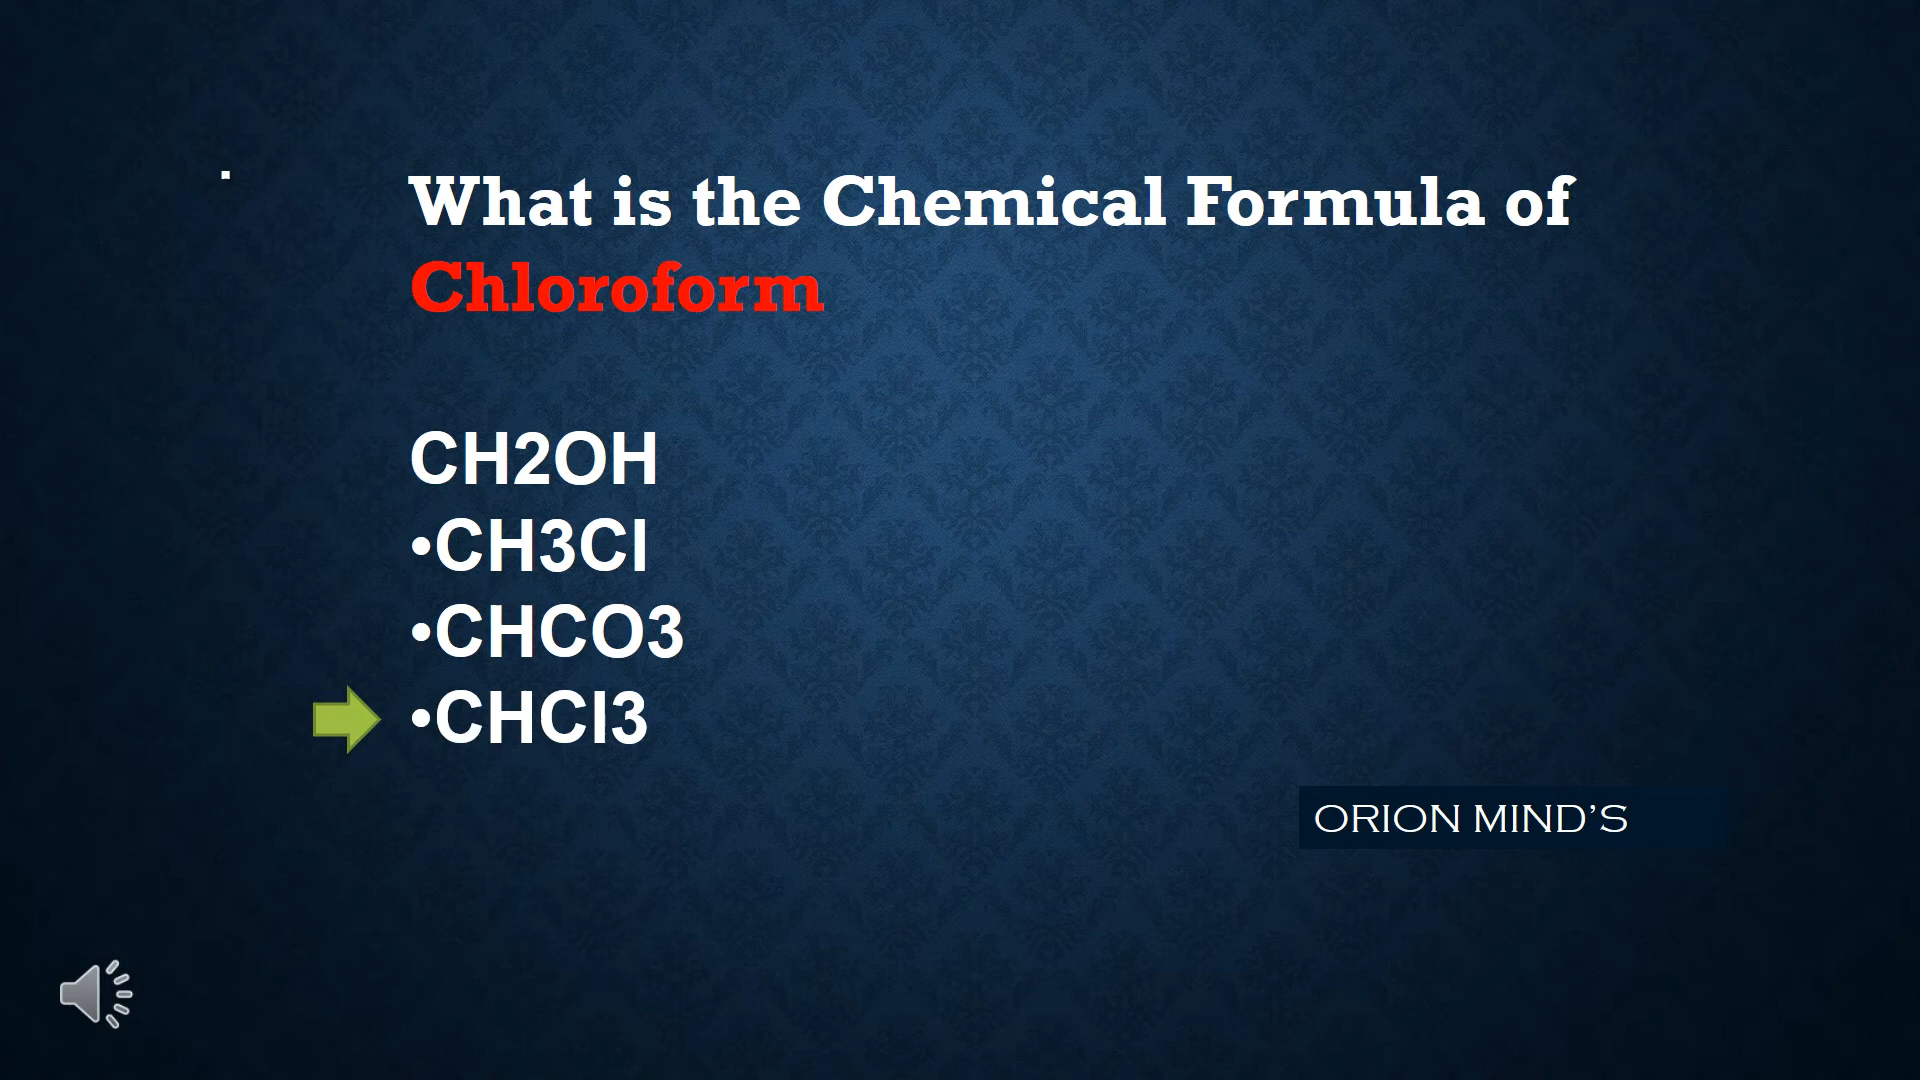 What is the Chemical Formula of
Chloroform
CH2OH
•CH3Cl
•CHCO3
•CHCl3
ORION MIND’S